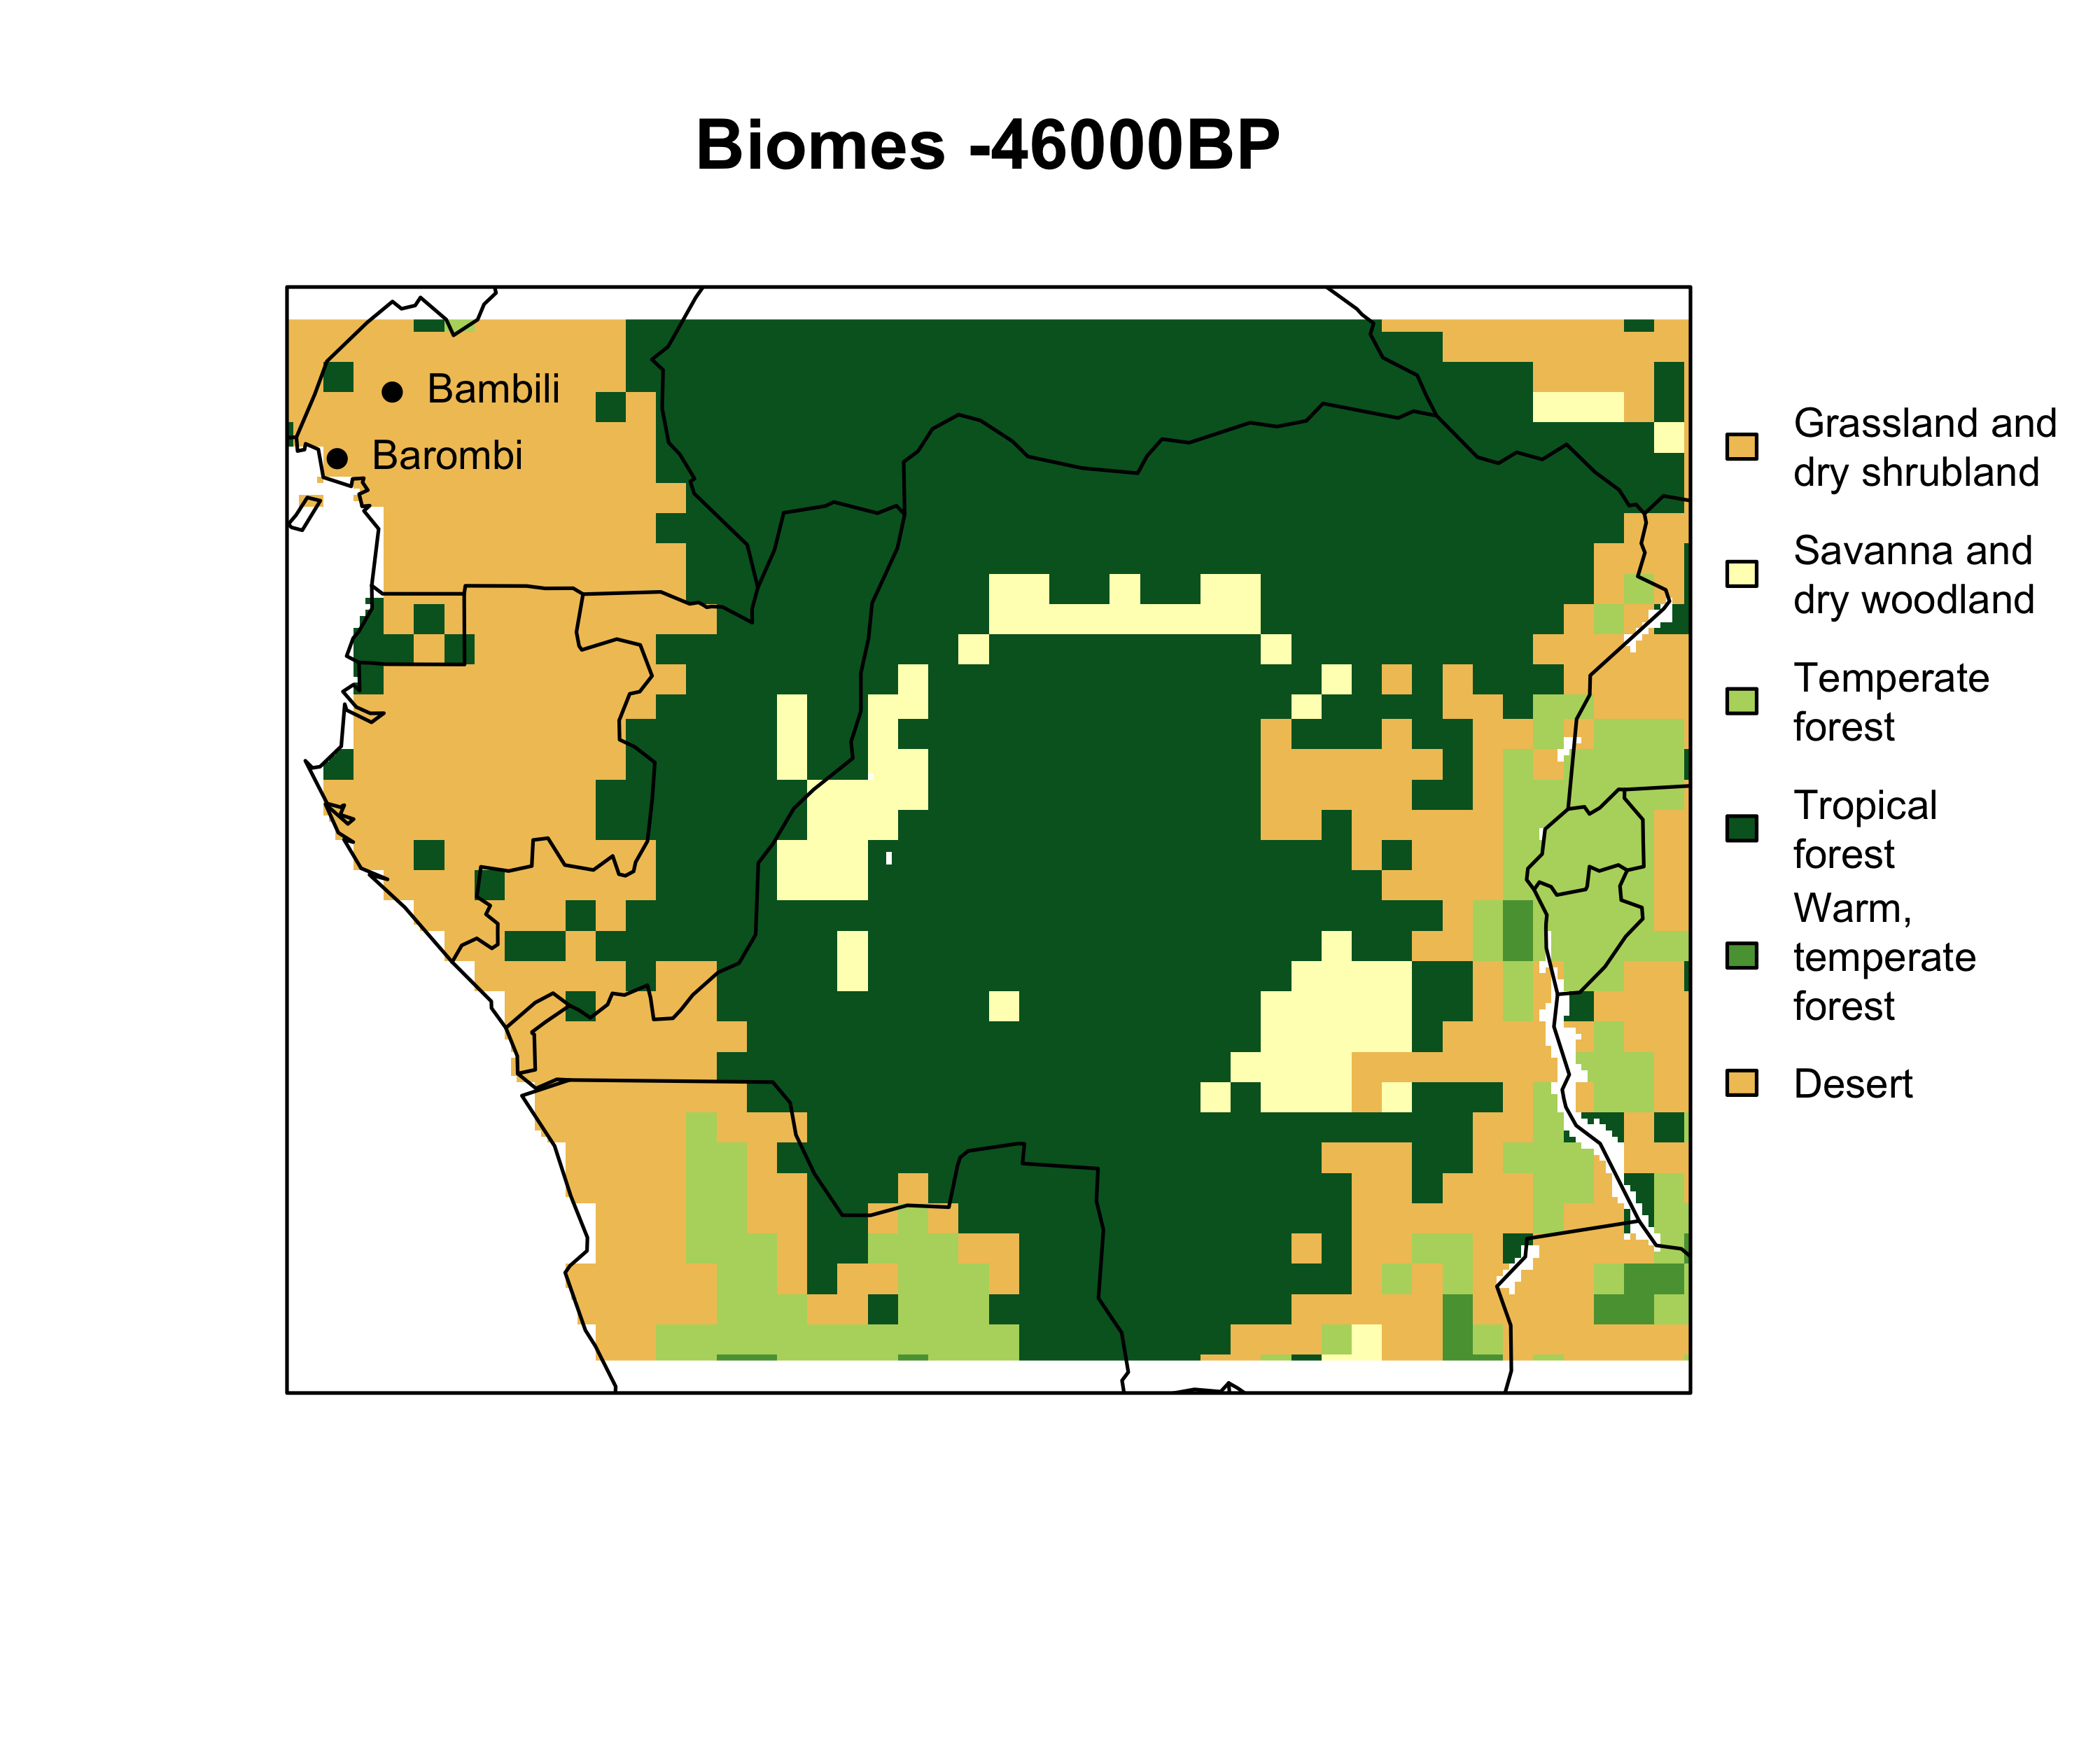 Biomes -46000BP
Bambili
Barombi
Grassland and
dry shrubland
Savanna and
dry woodland
Temperate
forest
Tropical
forest
Warm,
temperate
forest
Desert